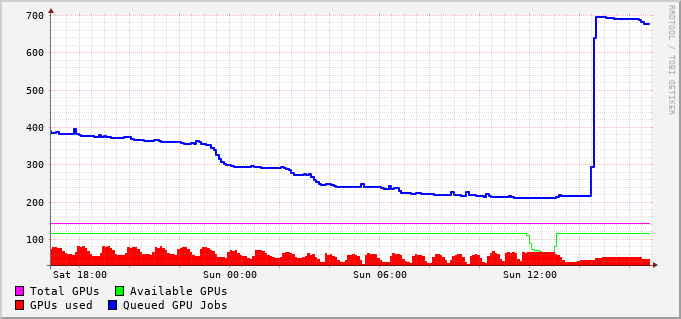 700
600
500
400
300
200
100
Sat 18:00 Sun 00:00 Sun 06:00 Sun 12:00
Total GPUs Available GPUs
GPUs used Queued GPU Jobs
RRDTOOL / TOBI OETIKER